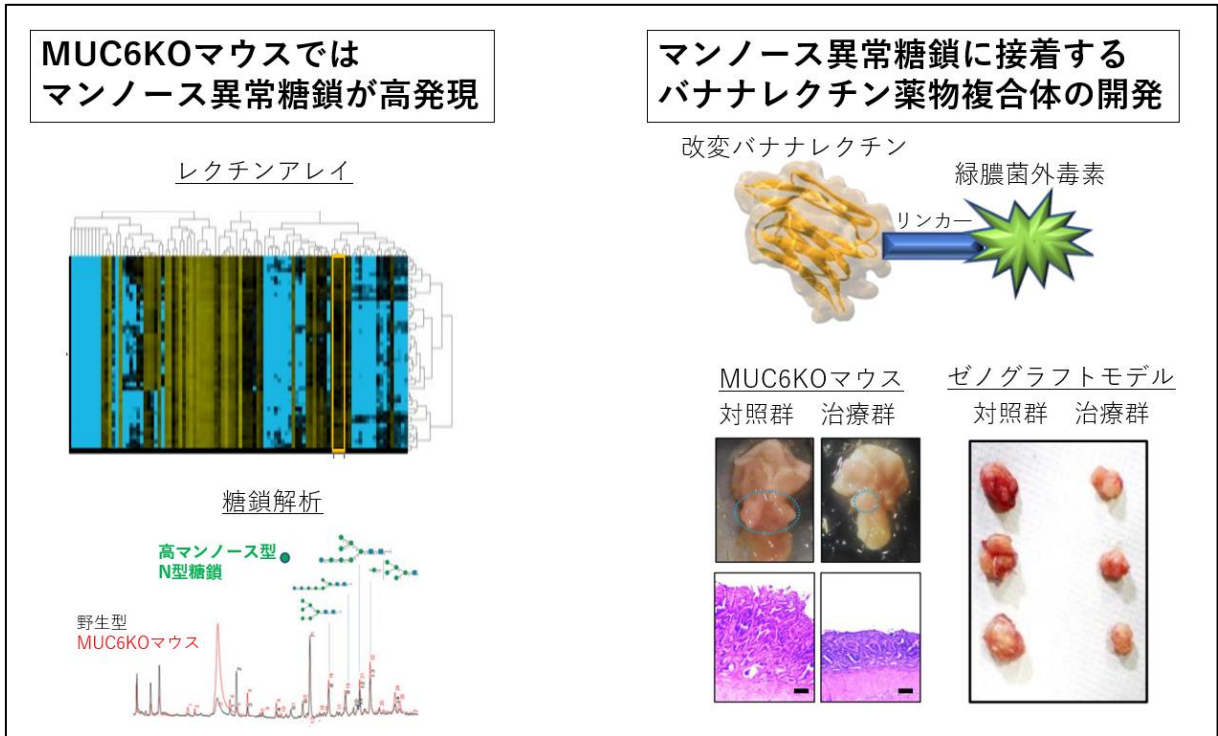 MUC6KOマウスでは
マンノース異常糖鎖が高発現
レクチンアレイ
糖鎖解析
高マンノース型
N型糖鎖
野生型
MUC6KOマウス
マンノース異常糖鎖に接着する
バナナレクチン薬物複合体の開発
改変バナナレクチン
緑膿菌外毒素
リンカー
MUC6KOマウス
対照群 治療群
ゼノグラフトモデル
対照群 治療群